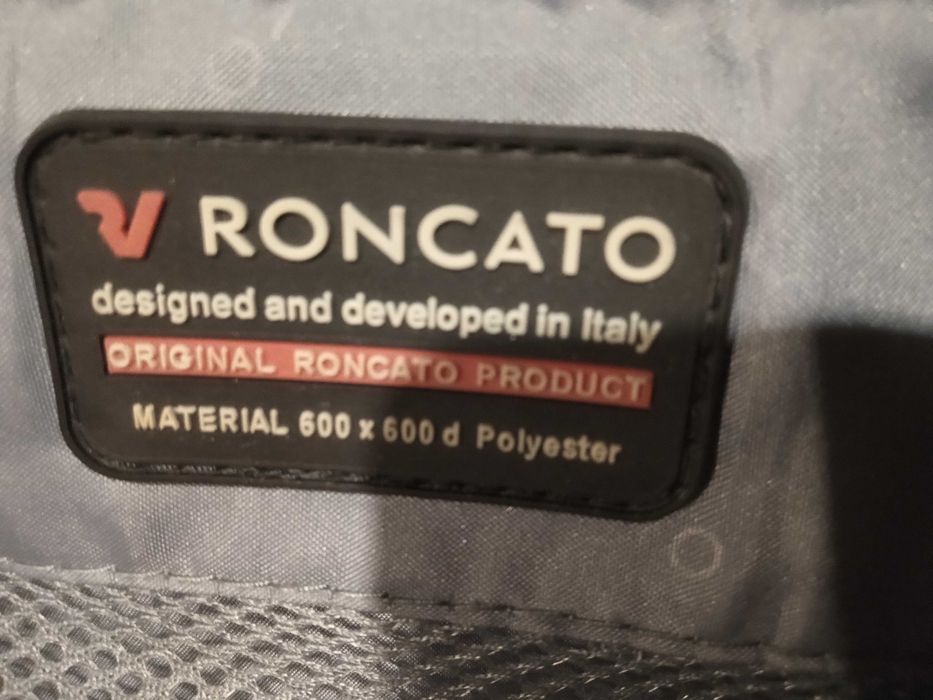 RONCATO
designed and developed in Italy
ORIGINAL RONCATO PRODUCT
MATERIAL 600 x 600 d Polyester